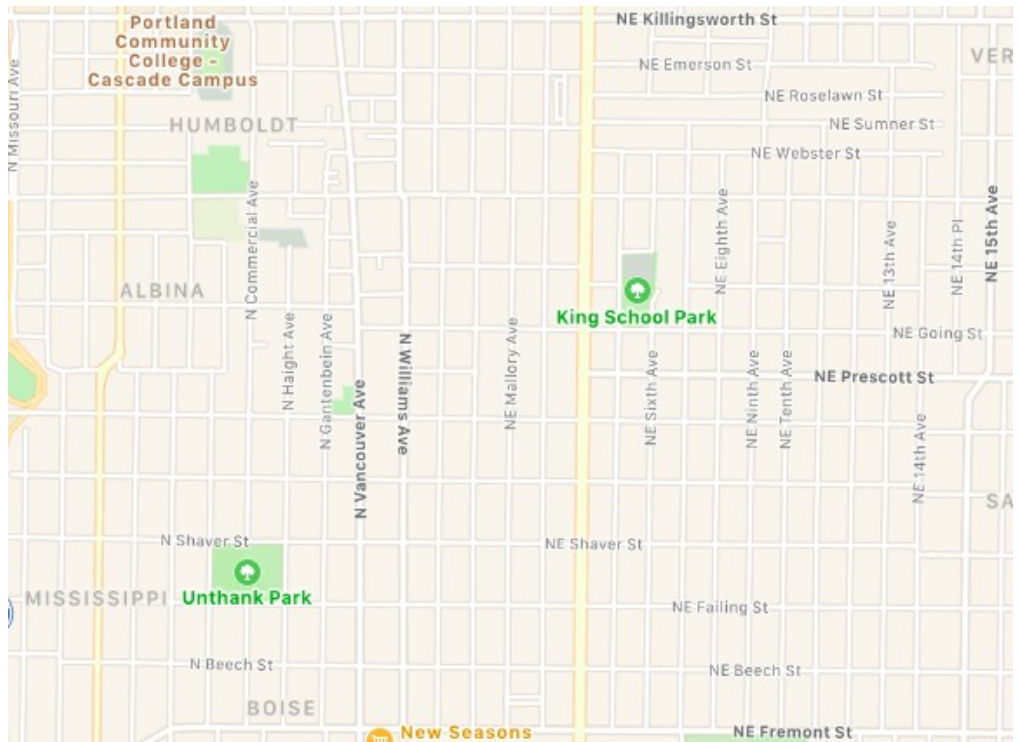 Portland
Community
College -
Cascade Campus
NE Killingsworth St
VER
N Missouri Ave
NE Emerson St
NE Roselawn St
HUMBOLDT
NE Sumner St
NE Webster St
N Commercial Ave
NE Eighth Ave
NE 13th Ave
NE 14th Pl
NE 15th Ave
ALBINA
King School Park
N Haight Ave
N Gantenbein Ave
N Vancouver Ave
N Williams Ave
NE Mallory Ave
NE Going St
NE Sixth Ave
NE Ninth Ave
NE Tenth Ave
NE Prescott St
NE 14th Ave
SA
N Shaver St
NE Shaver St
MISSISSIPPI
Unthank Park
NE Failing St
N Beech St
NE Beech St
BOISE
New Seasons
NE Fremont St